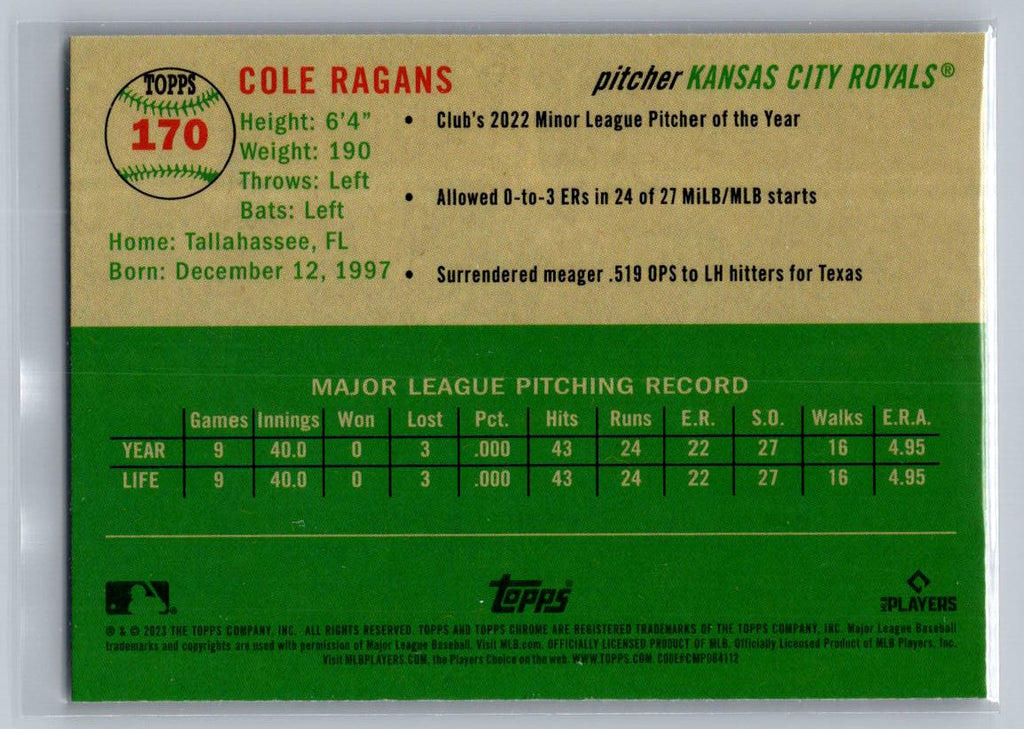 TOPPS
170
COLE RAGANS
pitcher KANSAS CITY ROYALS®
Height: 6'4"
Weight: 190
Throws: Left
Bats: Left
Home: Tallahassee, FL
Born: December 12, 1997
• Club's 2022 Minor League Pitcher of the Year
• Allowed 0-to-3 ERs in 24 of 27 MiLB/MLB starts
• Surrendered meager .519 OPS to LH hitters for Texas
MAJOR LEAGUE PITCHING RECORD
Games Innings Won Lost Pct. Hits Runs E.R. S.O. Walks E.R.A.
YEAR 9 40.0 0 3 .000 43 24 22 27 16 4.95
LIFE 9 40.0 0 3 .000 43 24 22 27 16 4.95
topps®
MLB PLAYERS
® & © 2023 THE TOPPS COMPANY, INC. ALL RIGHTS RESERVED. TOPPS AND TOPPS CHROME ARE REGISTERED TRADEMARKS OF THE TOPPS COMPANY, INC. Major League Baseball
trademarks and copyrights are used with permission of Major League Baseball. Visit MLB.com. OFFICIALLY LICENSED PRODUCT OF MLB. Officially Licensed Product of MLB Players, Inc.
Visit MLBPLAYERS.COM, the Players Choice on the web. WWW.TOPPS.COM. CODE#CMP084112